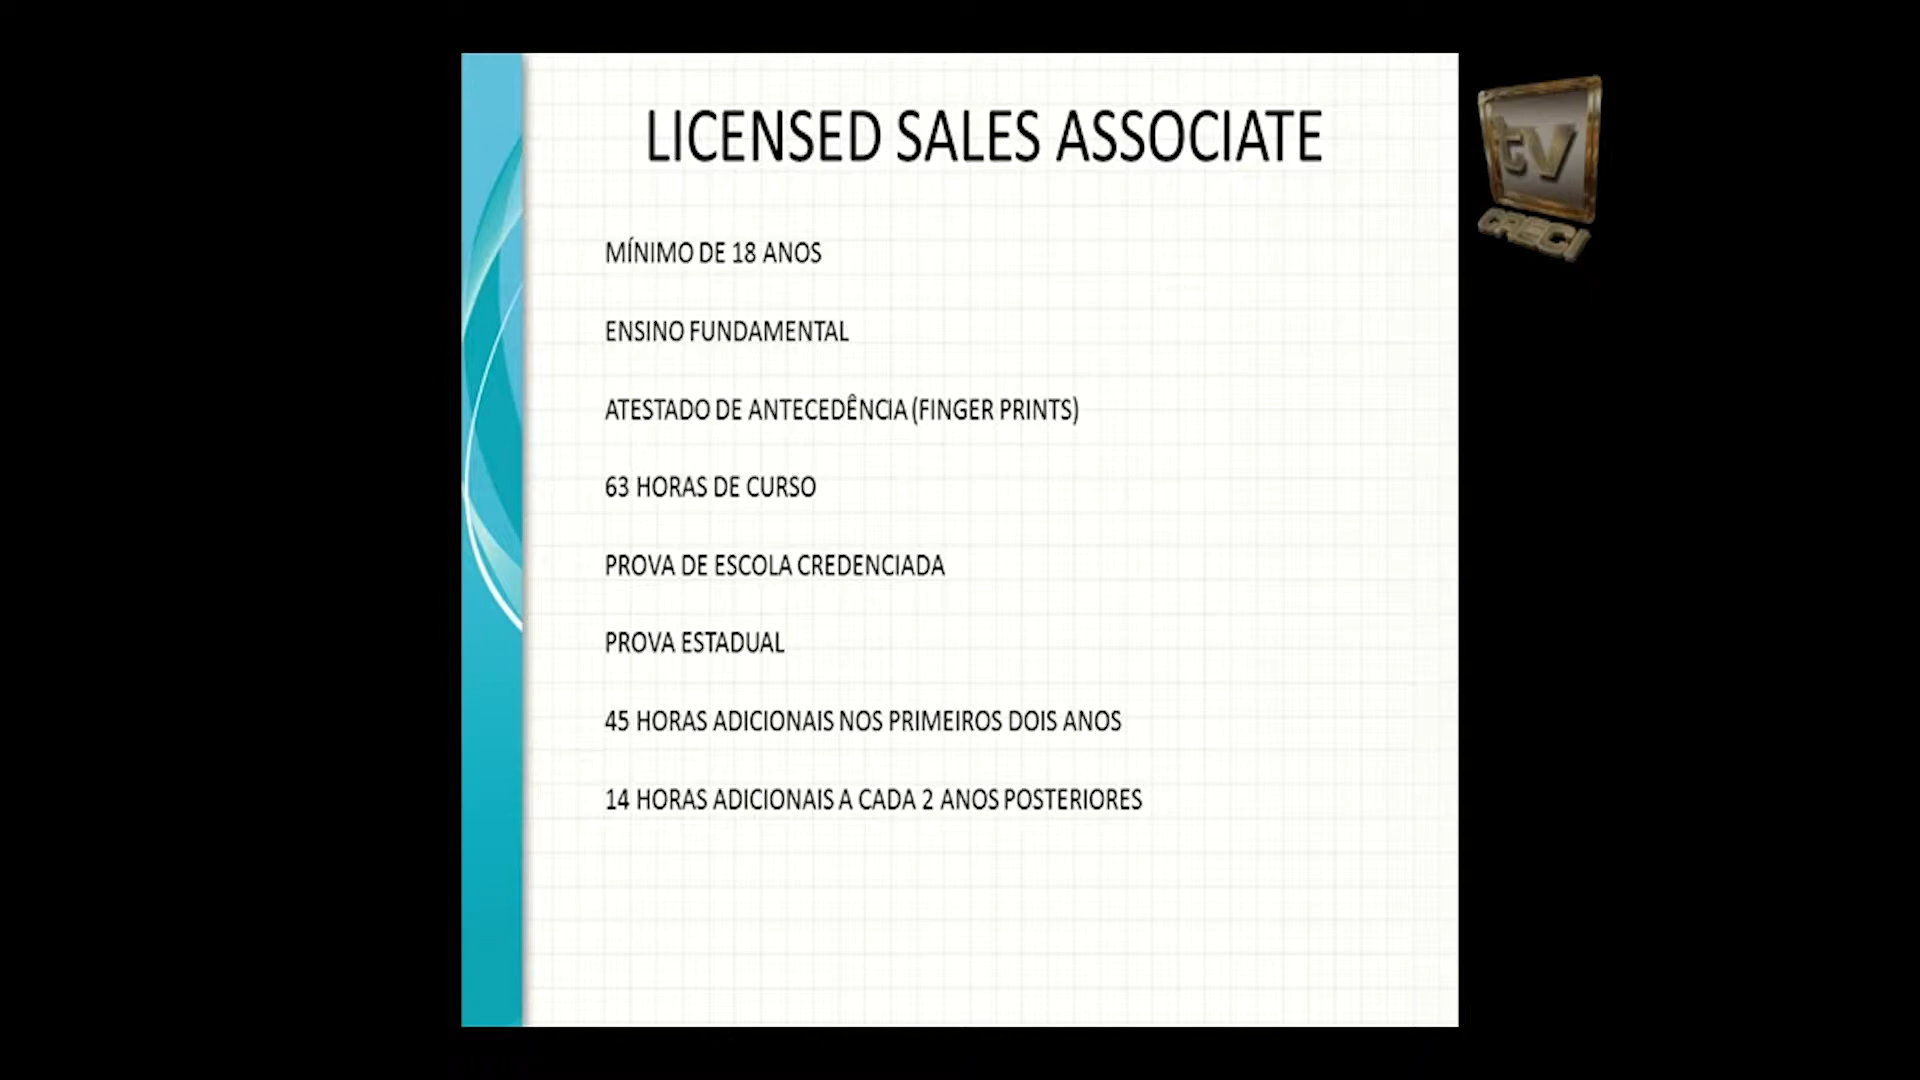 LICENSED SALES ASSOCIATE
MÍNIMO DE 18 ANOS
ENSINO FUNDAMENTAL
ATESTADO DE ANTECEDÊNCIA (FINGER PRINTS)
63 HORAS DE CURSO
PROVA DE ESCOLA CREDENCIADA
PROVA ESTADUAL
45 HORAS ADICIONAIS NOS PRIMEIROS DOIS ANOS
14 HORAS ADICIONAIS A CADA 2 ANOS POSTERIORES
tv
CRECI